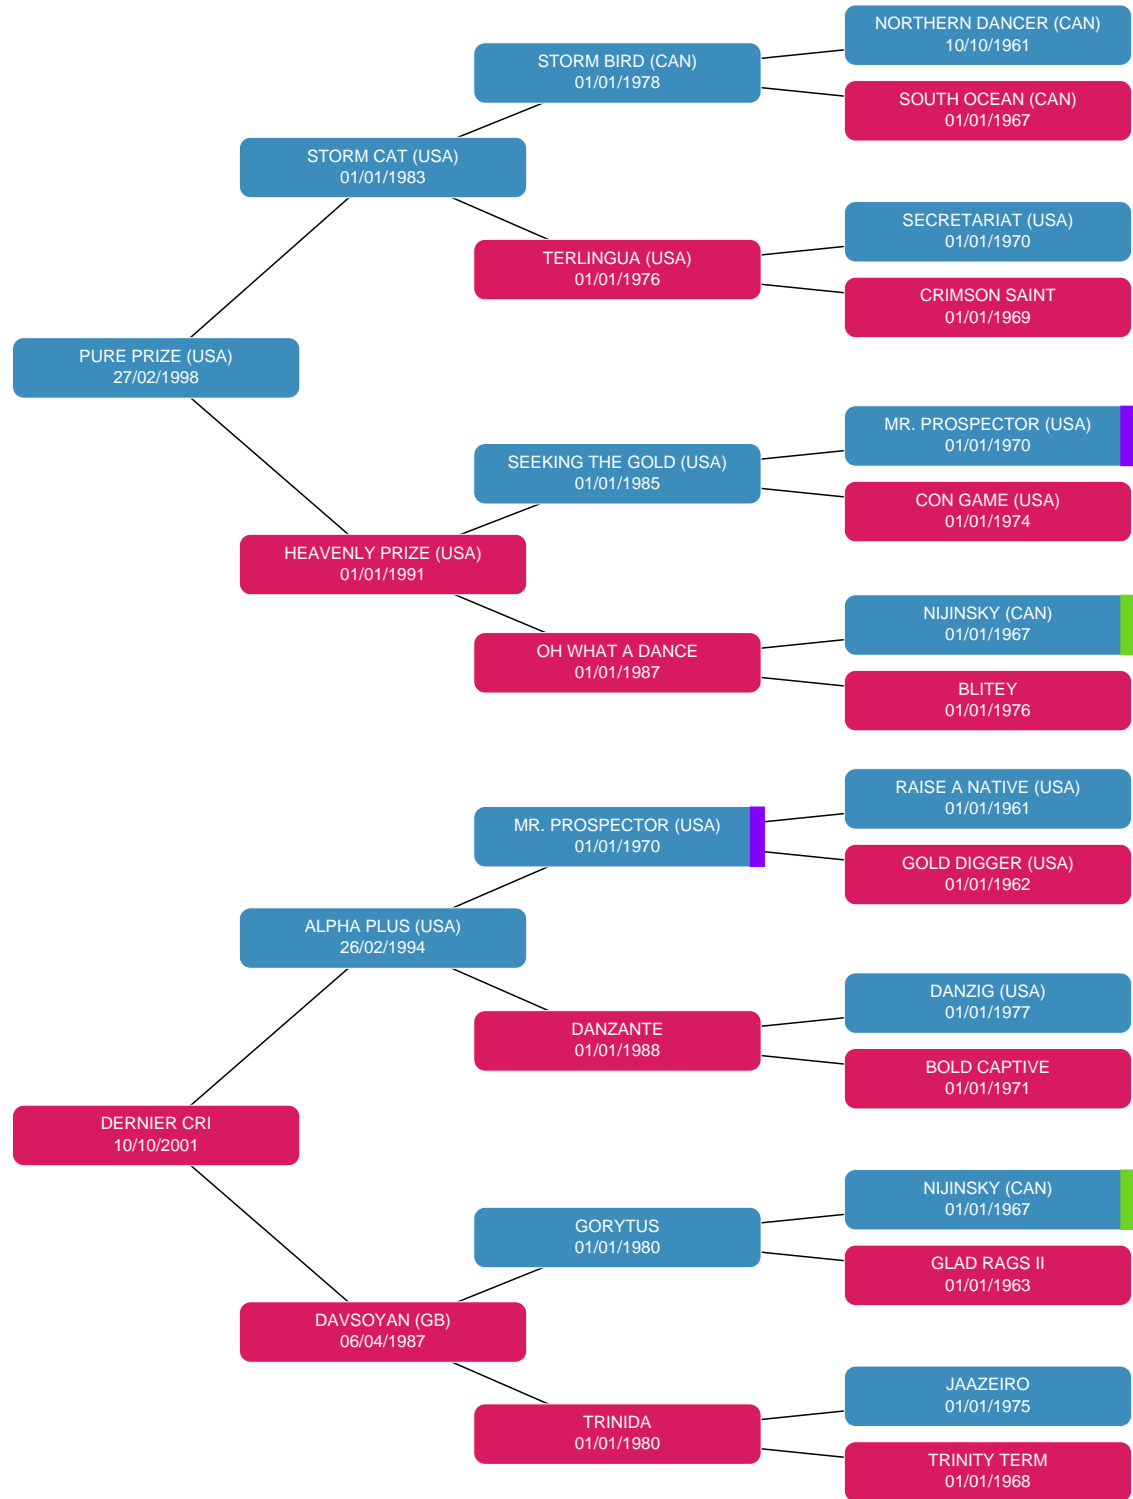 NORTHERN DANCER (CAN)
10/10/1961
STORM BIRD (CAN)
01/01/1978
SOUTH OCEAN (CAN)
01/01/1967
STORM CAT (USA)
01/01/1983
SECRETARIAT (USA)
01/01/1970
TERLINGUA (USA)
01/01/1976
CRIMSON SAINT
01/01/1969
PURE PRIZE (USA)
27/02/1998
MR. PROSPECTOR (USA)
01/01/1970
SEEKING THE GOLD (USA)
01/01/1985
CON GAME (USA)
01/01/1974
HEAVENLY PRIZE (USA)
01/01/1991
NIJINSKY (CAN)
01/01/1967
OH WHAT A DANCE
01/01/1987
BLITEY
01/01/1976
RAISE A NATIVE (USA)
01/01/1961
MR. PROSPECTOR (USA)
01/01/1970
GOLD DIGGER (USA)
01/01/1962
ALPHA PLUS (USA)
26/02/1994
DANZIG (USA)
01/01/1977
DANZANTE
01/01/1988
BOLD CAPTIVE
01/01/1971
DERNIER CRI
10/10/2001
NIJINSKY (CAN)
01/01/1967
GORYTUS
01/01/1980
GLAD RAGS II
01/01/1963
DAVSOYAN (GB)
06/04/1987
JAAZEIRO
01/01/1975
TRINIDA
01/01/1980
TRINITY TERM
01/01/1968